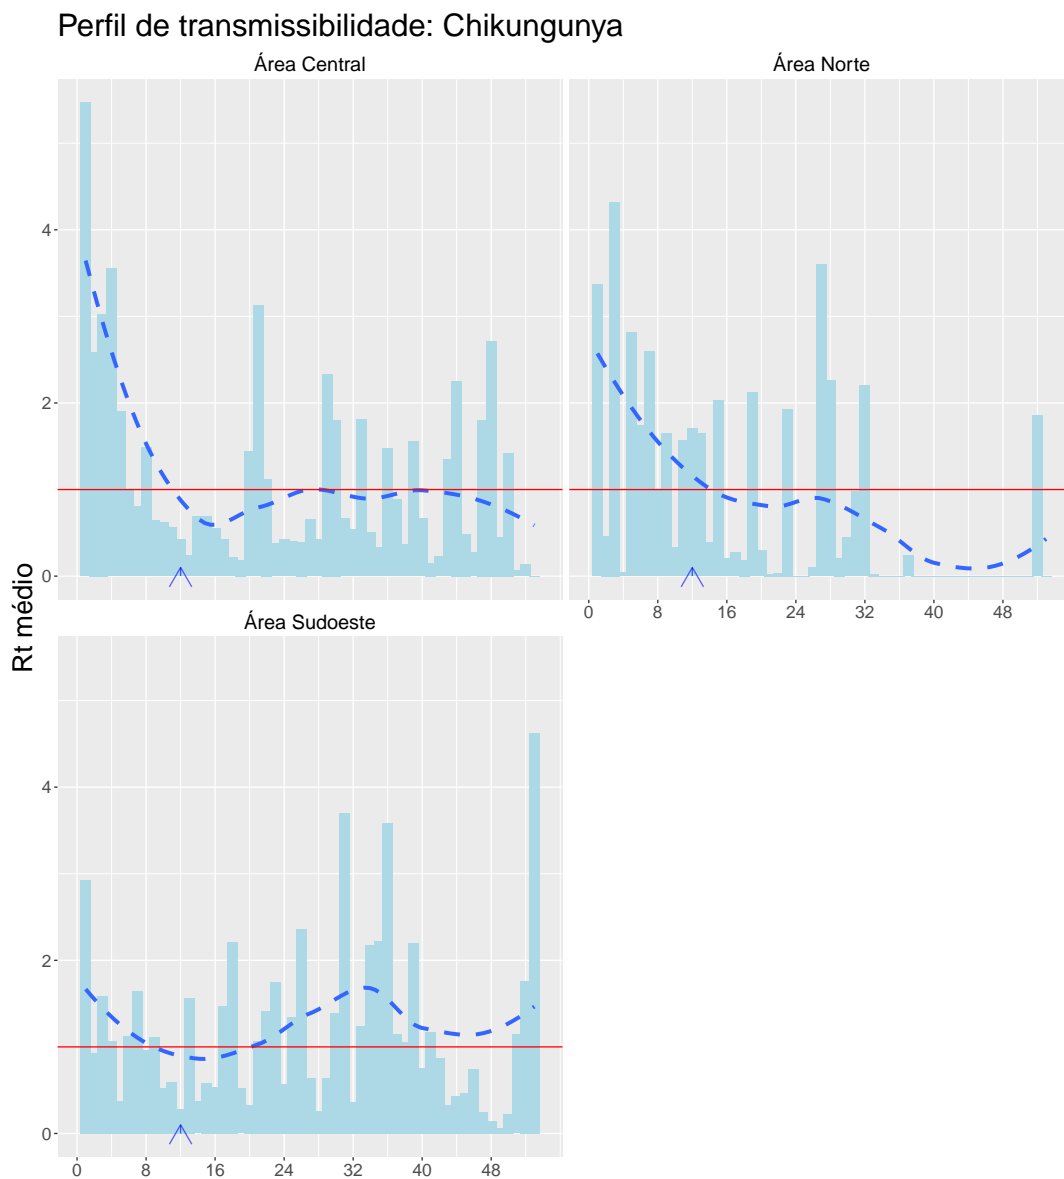 Perfil de transmissibilidade: Chikungunya
Área Central
Área Norte
4
2
0
0 8 16 24 32 40 48
Área Sudoeste
Rt médio
4
2
0
0 8 16 24 32 40 48